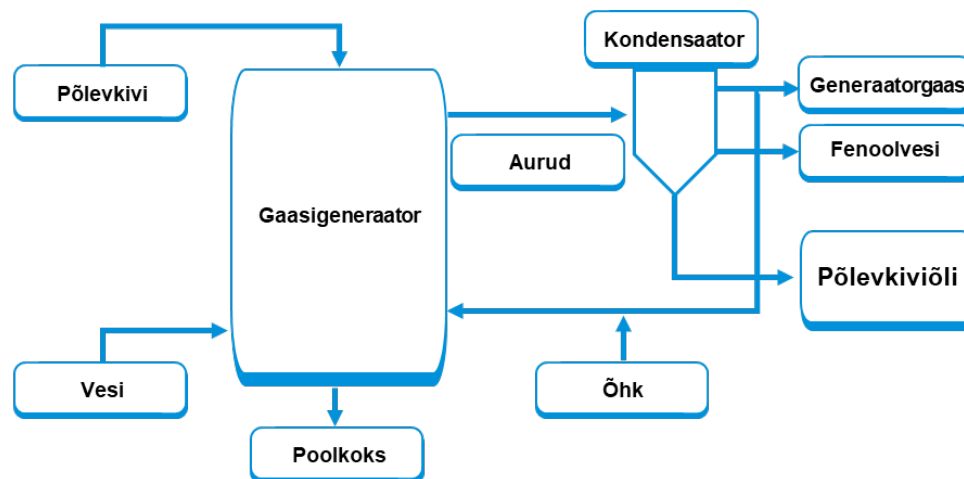 Kondensaator
Põlevkivi
Generaatorgaas
Aurud
Fenoolvesi
Gaasigeneraator
Põlevkiviõli
Vesi
Õhk
Poolkoks